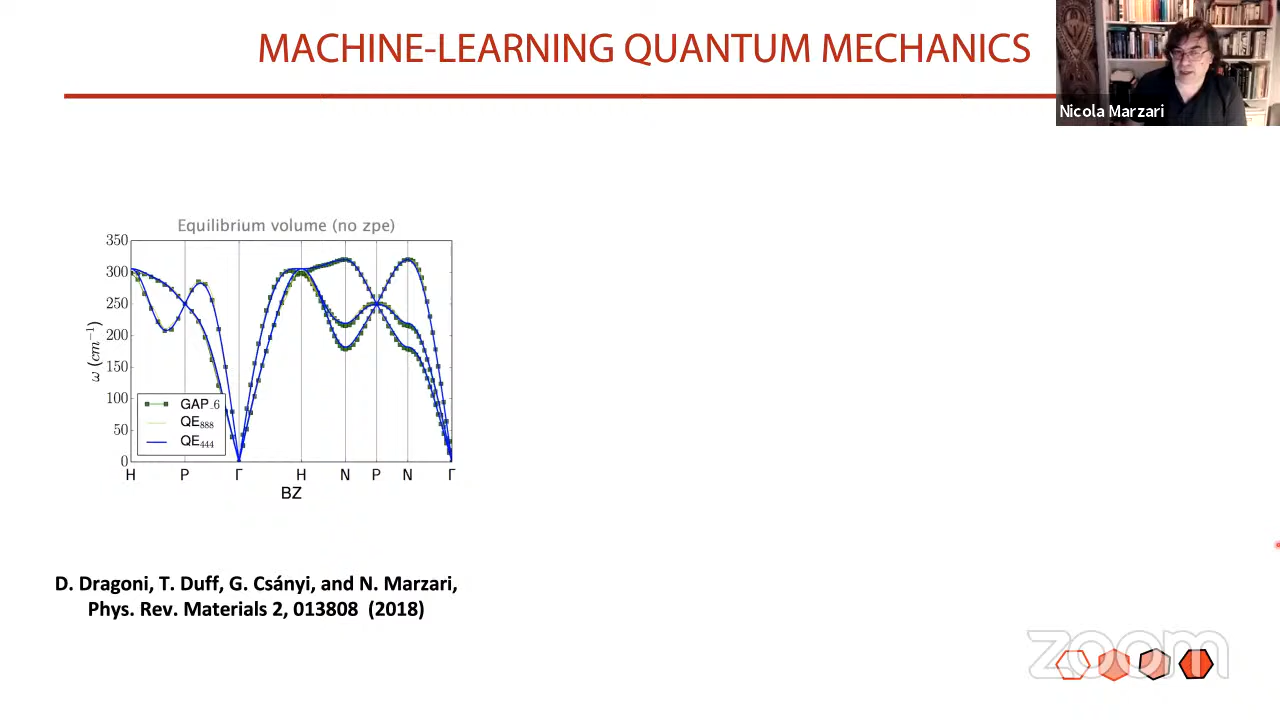 MACHINE-LEARNING QUANTUM MECHANICS
Nicola Marzari
Equilibrium volume (no zpe)
350
300
250
200
150
100
50
0
ω (cm⁻¹)
GAP_6
QE₈₈₈
QE₄₄₄
H P Γ H N P N Γ
BZ
D. Dragoni, T. Duff, G. Csányi, and N. Marzari,
Phys. Rev. Materials 2, 013808 (2018)
zoom